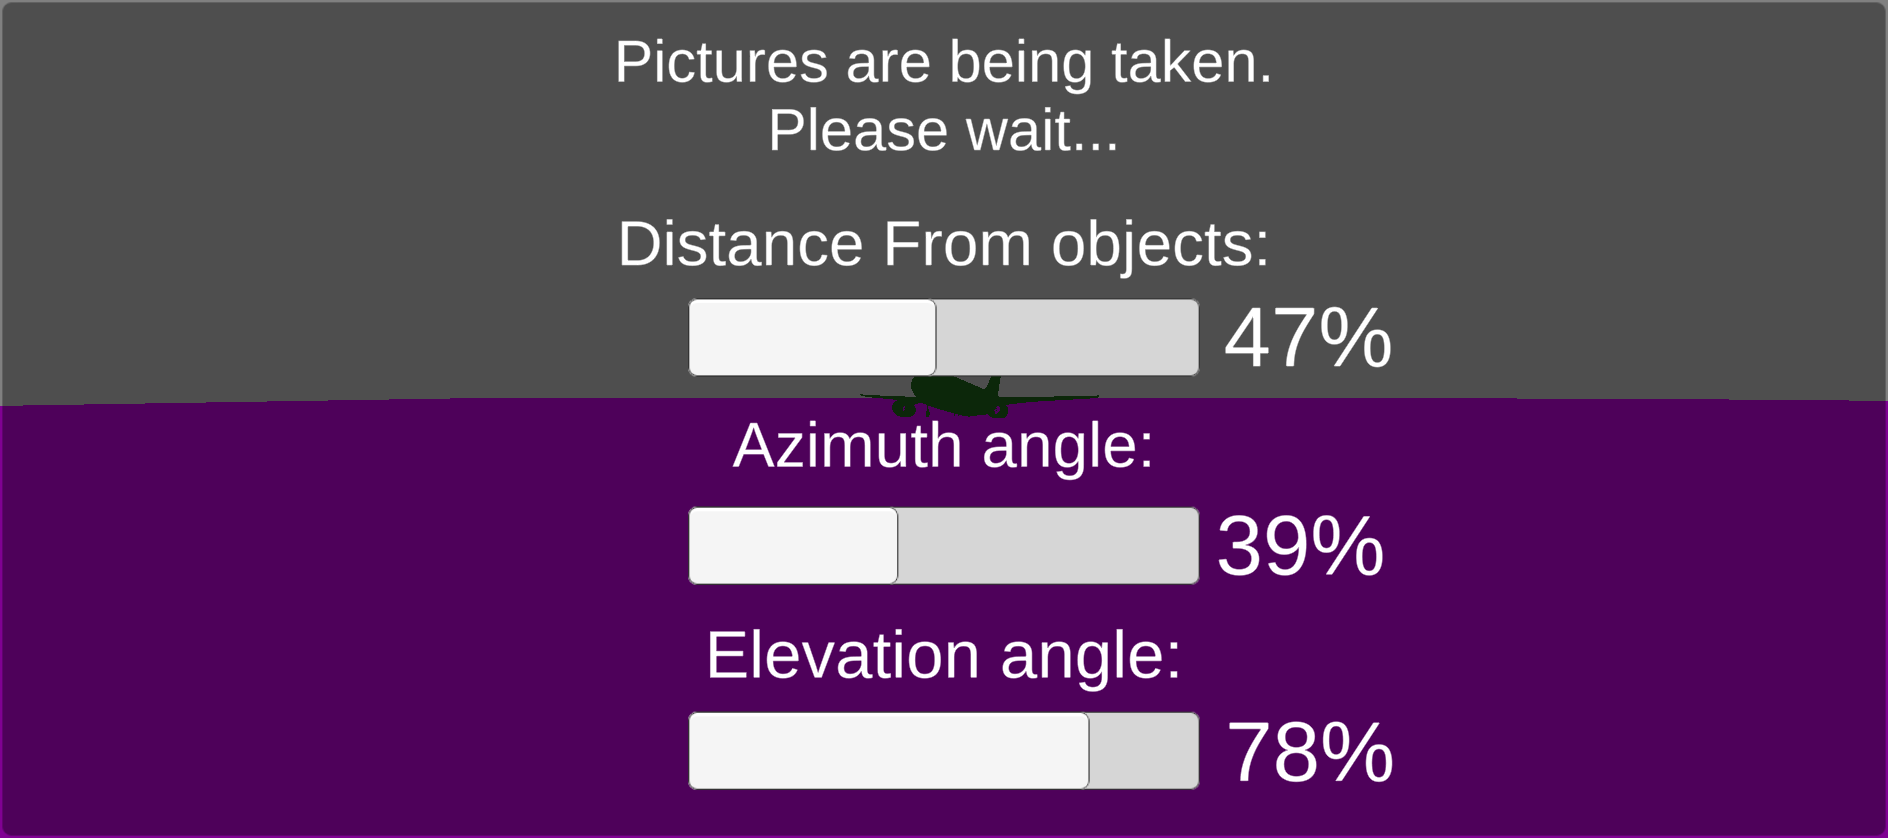 Pictures are being taken.
Please wait...
Distance From objects:
47%
Azimuth angle:
39%
Elevation angle:
78%